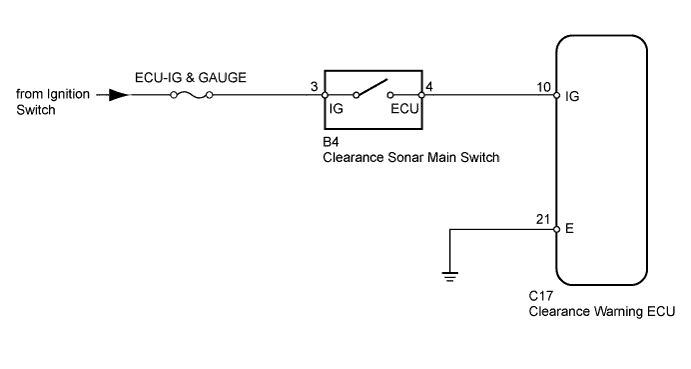 ECU-IG & GAUGE
from Ignition
Switch
3
4
10
IG
ECU
IG
B4
Clearance Sonar Main Switch
21
E
C17
Clearance Warning ECU